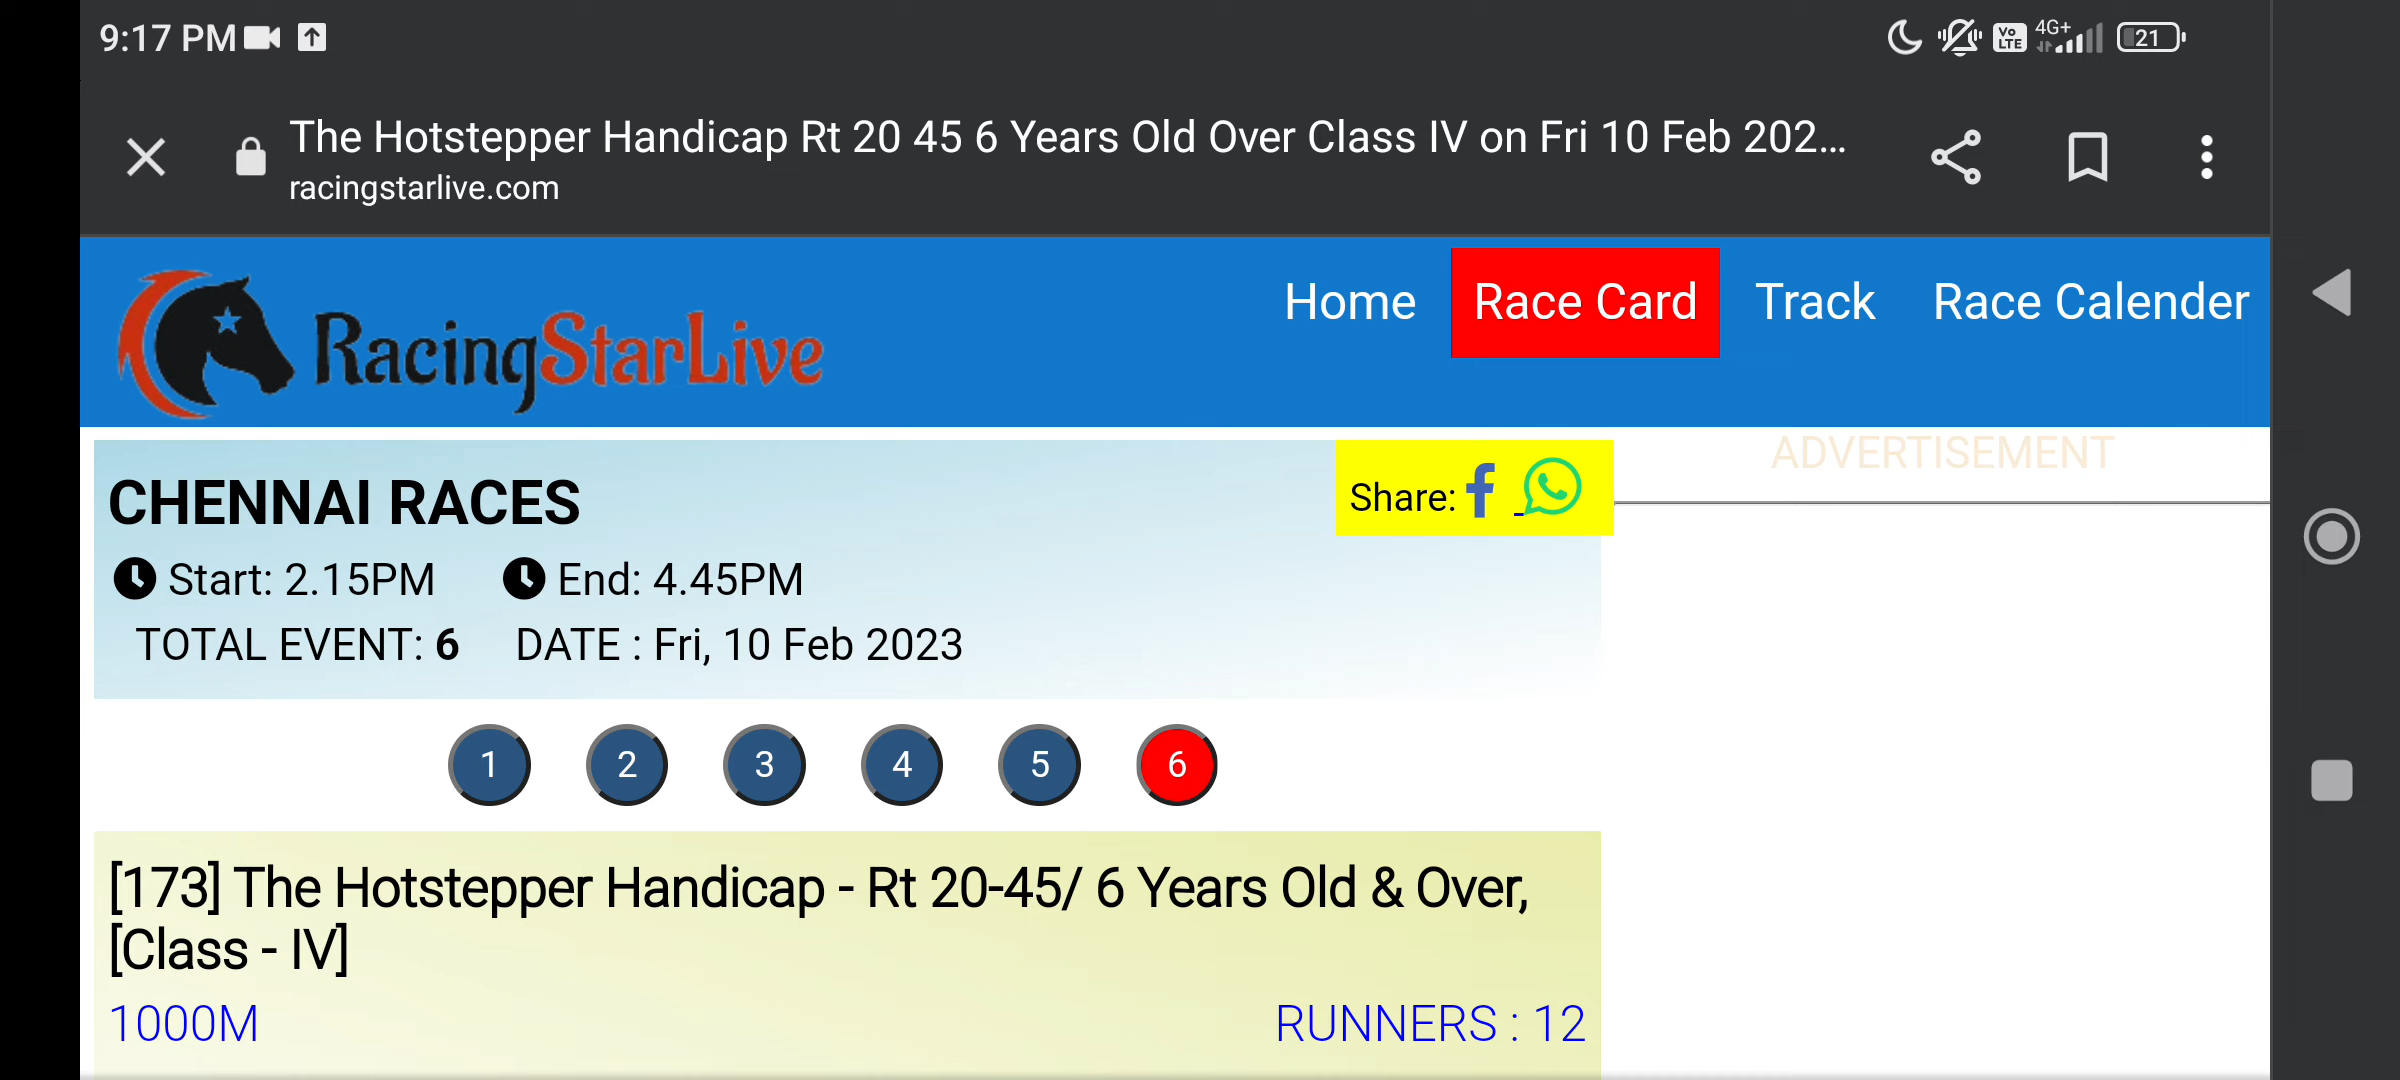 9:17 PM
4G+
Vo LTE
21
The Hotstepper Handicap Rt 20 45 6 Years Old Over Class IV on Fri 10 Feb 202...
racingstarlive.com
RacingStarLive
Home Race Card Track Race Calender
ADVERTISEMENT
CHENNAI RACES
Share:
Start: 2.15PM End: 4.45PM
TOTAL EVENT: 6 DATE : Fri, 10 Feb 2023
1 2 3 4 5 6
[173] The Hotstepper Handicap - Rt 20-45/ 6 Years Old & Over,
[Class - IV]
1000M RUNNERS : 12